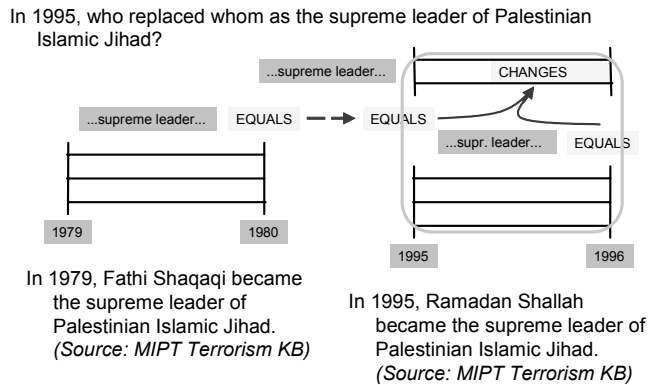 In 1995, who replaced whom as the supreme leader of Palestinian
Islamic Jihad?
...supreme leader...
CHANGES
...supreme leader...
EQUALS
EQUALS
...supr. leader...
EQUALS
1979
1980
1995
1996
In 1979, Fathi Shaqaqi became
the supreme leader of
Palestinian Islamic Jihad.
(Source: MIPT Terrorism KB)
In 1995, Ramadan Shallah
became the supreme leader of
Palestinian Islamic Jihad.
(Source: MIPT Terrorism KB)